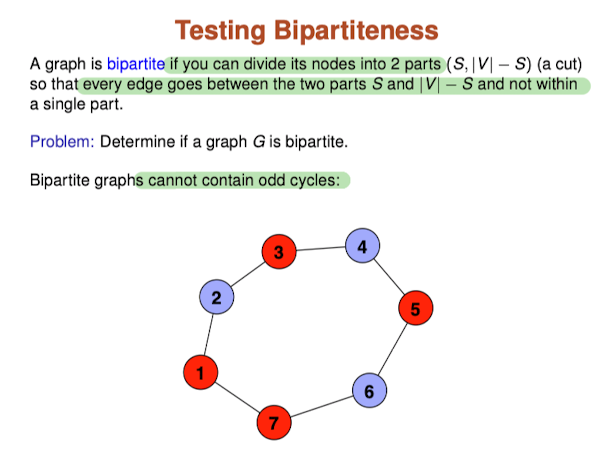 Testing Bipartiteness
A graph is bipartite if you can divide its nodes into 2 parts (S, |V| − S) (a cut)
so that every edge goes between the two parts S and |V| − S and not within
a single part.
Problem: Determine if a graph G is bipartite.
Bipartite graphs cannot contain odd cycles:
3
4
2
5
1
6
7